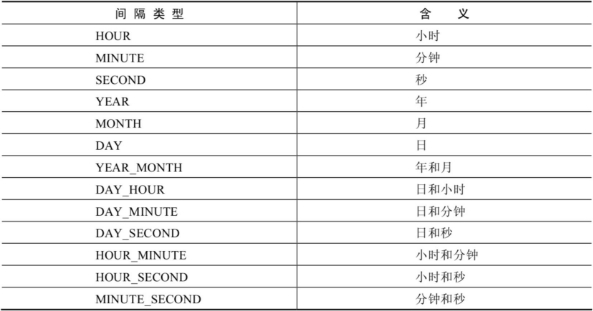 间隔类型 含义
HOUR 小时
MINUTE 分钟
SECOND 秒
YEAR 年
MONTH 月
DAY 日
YEAR_MONTH 年和月
DAY_HOUR 日和小时
DAY_MINUTE 日和分钟
DAY_SECOND 日和秒
HOUR_MINUTE 小时和分钟
HOUR_SECOND 小时和秒
MINUTE_SECOND 分钟和秒